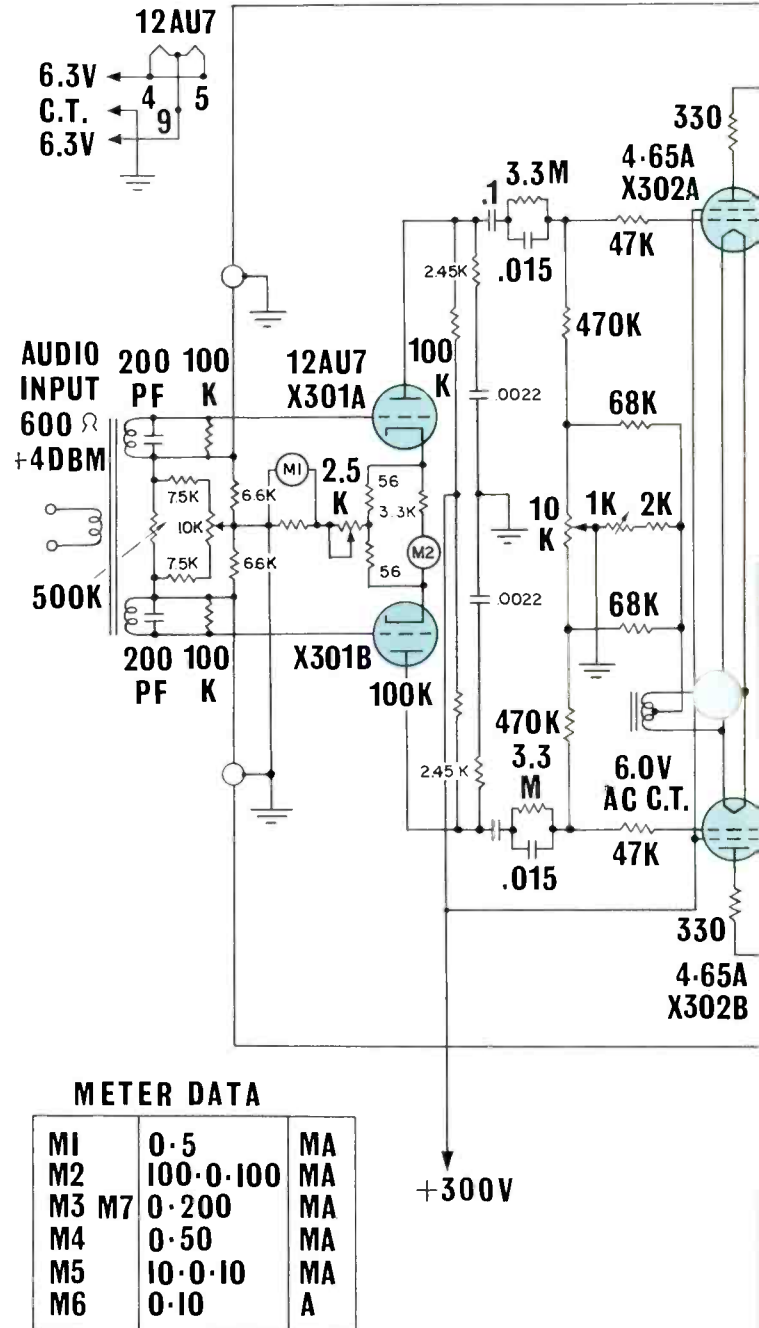 12AU7
6.3V
4 5
C.T.
9
6.3V
330
4·65A
X302A
.1 3.3M
47K
2.45K
.015
470K
AUDIO
INPUT
600 Ω
+4DBM
200
PF
100
K
12AU7
X301A
100
K
.0022
68K
M1
2.5
K
56
7.5K
6.6K
3.3K
10K
10
K
1K 2K
M2
7.5K
6.6K
56
500K
.0022
68K
200
PF
100
K
X301B
100K
470K
2.45K
3.3
M
6.0V
AC C.T.
47K
.015
330
4·65A
X302B
METER DATA
M1 0·5 MA
M2 100·0·100 MA
M3 M7 0·200 MA
M4 0·50 MA
M5 10·0·10 MA
M6 0·10 A
+300V